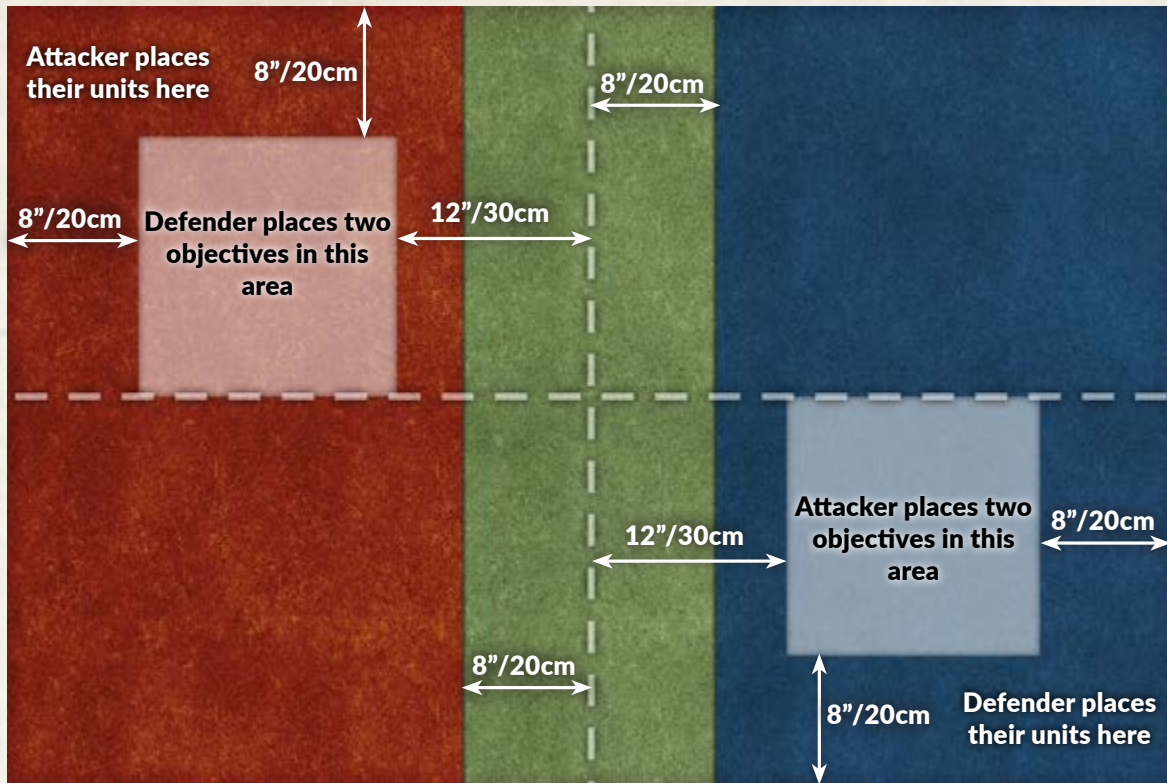 Attacker places
their units here
8”/20cm
8”/20cm
8”/20cm
12”/30cm
Defender places two
objectives in this
area
Attacker places two
objectives in this
area
12”/30cm
8”/20cm
8”/20cm
8”/20cm
Defender places
their units here